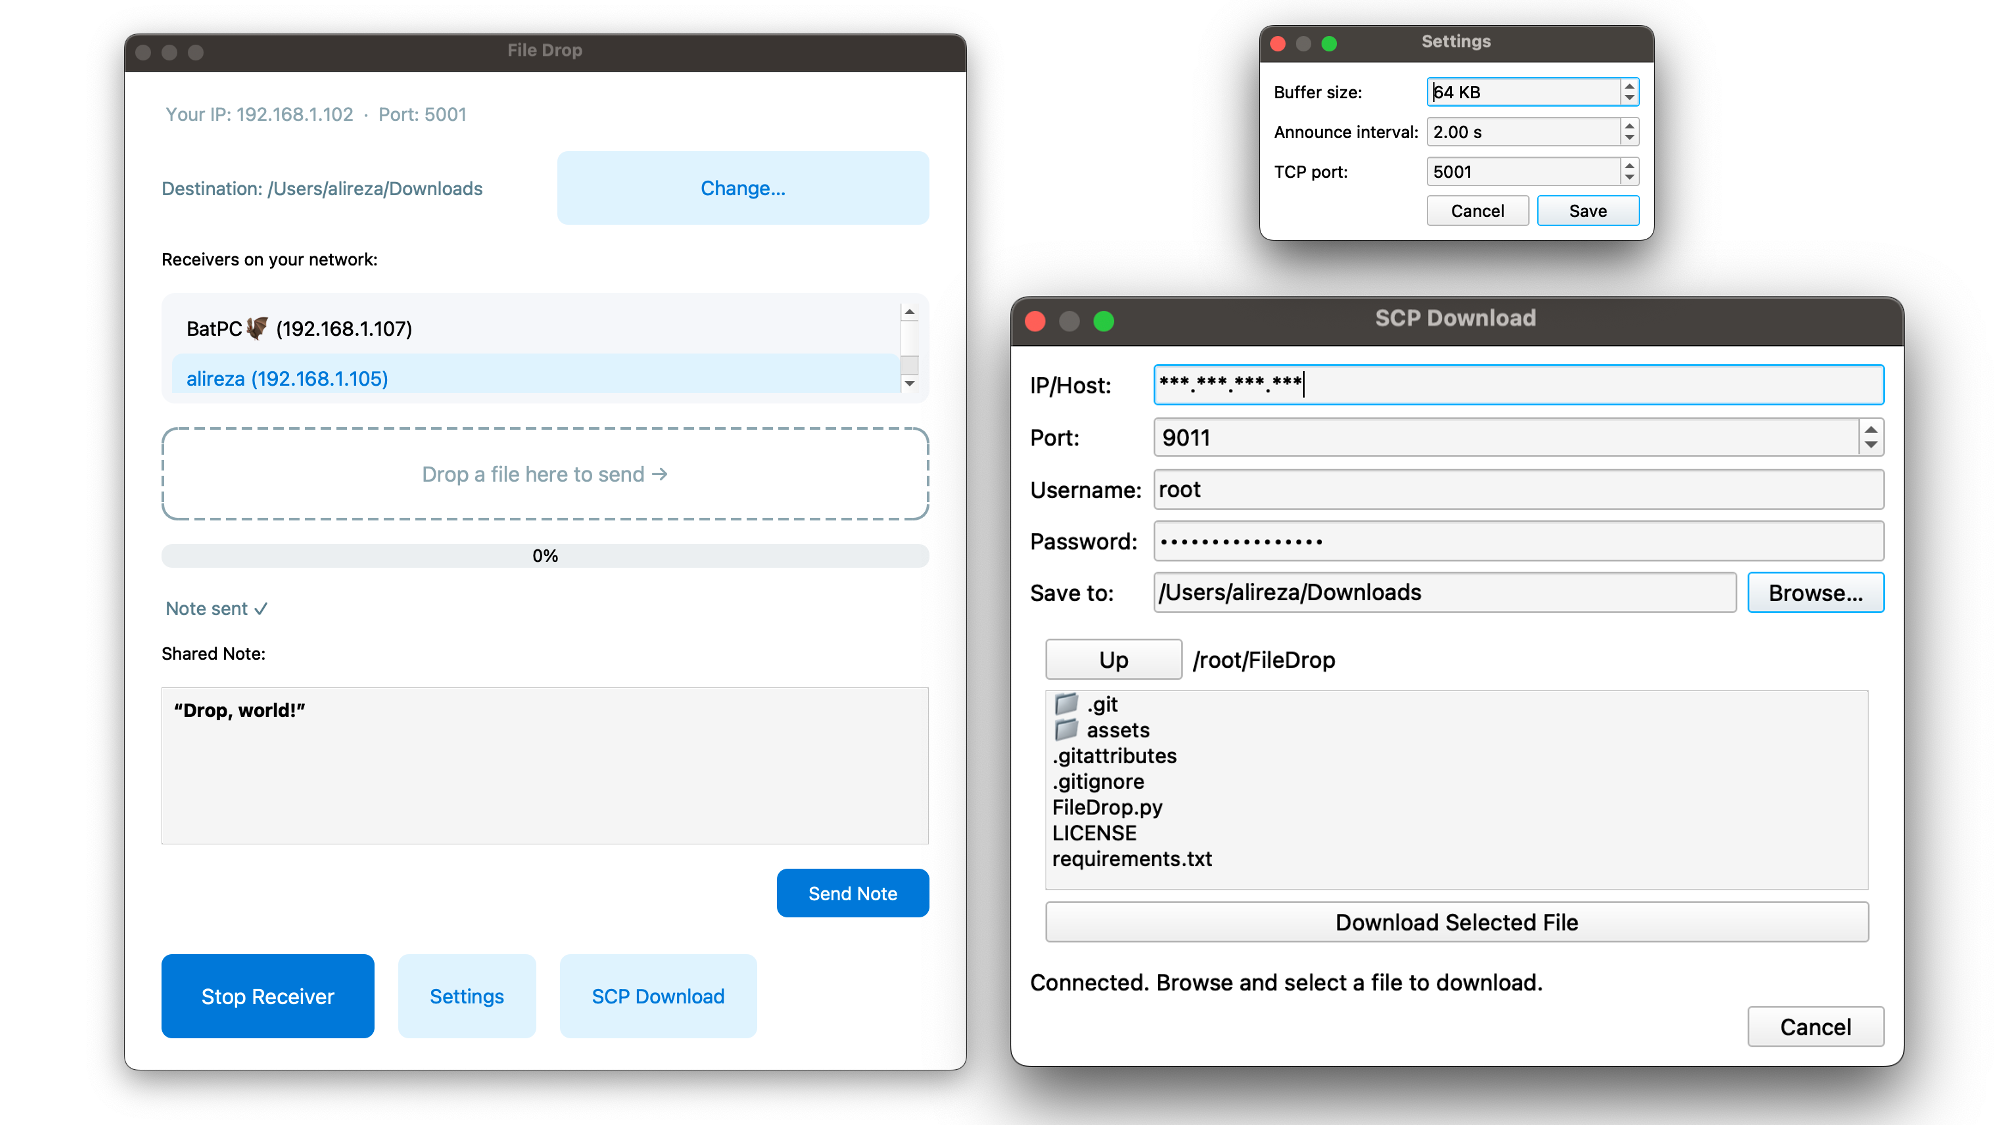 File Drop
Your IP: 192.168.1.102 · Port: 5001
Destination: /Users/alireza/Downloads
Change...
Receivers on your network:
BatPC🦇 (192.168.1.107)
alireza (192.168.1.105)
Drop a file here to send →
0%
Note sent ✓
Shared Note:
“Drop, world!”
Send Note
Stop Receiver
Settings
SCP Download
Settings
Buffer size: 64 KB
Announce interval: 2.00 s
TCP port: 5001
Cancel
Save
SCP Download
IP/Host: ***.***.***.***
Port: 9011
Username: root
Password: ••••••••••••••••
Save to: /Users/alireza/Downloads
Browse...
Up
/root/FileDrop
.git
assets
.gitattributes
.gitignore
FileDrop.py
LICENSE
requirements.txt
Download Selected File
Connected. Browse and select a file to download.
Cancel